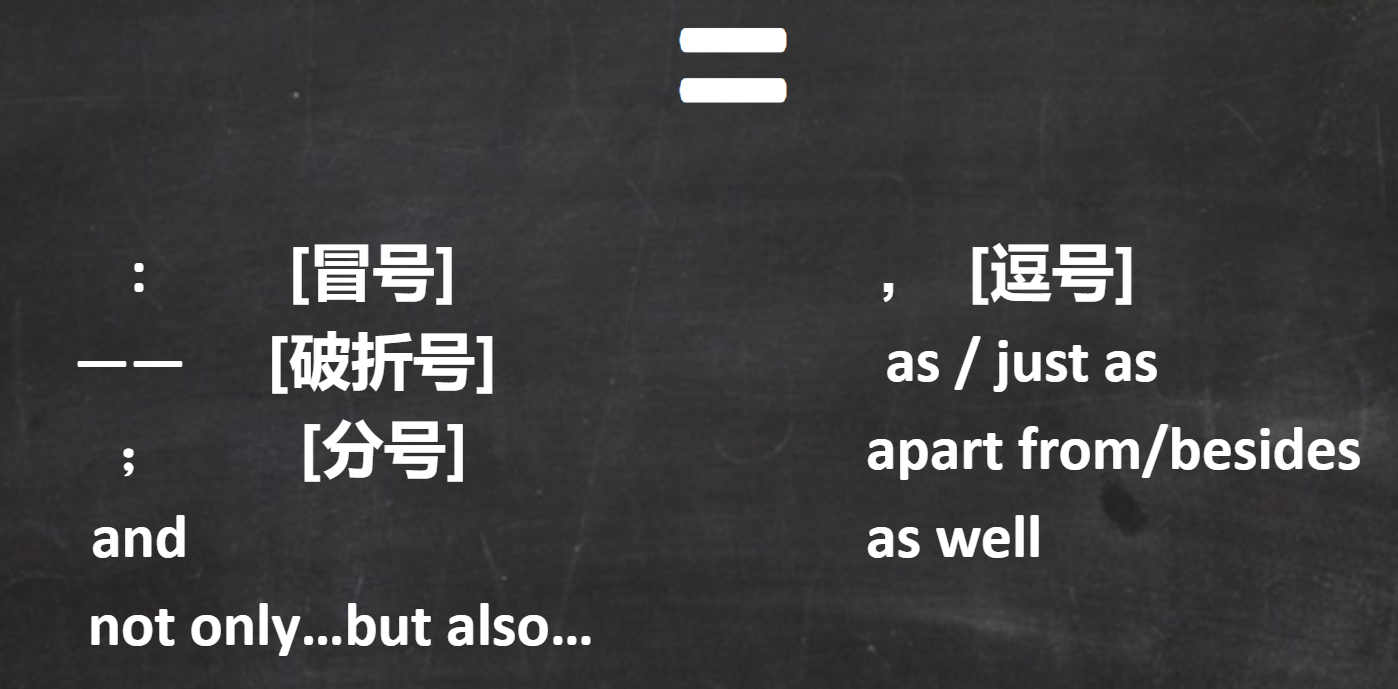 =
： [冒号]
—— [破折号]
； [分号]
and
not only…but also…
， [逗号]
as / just as
apart from/besides
as well